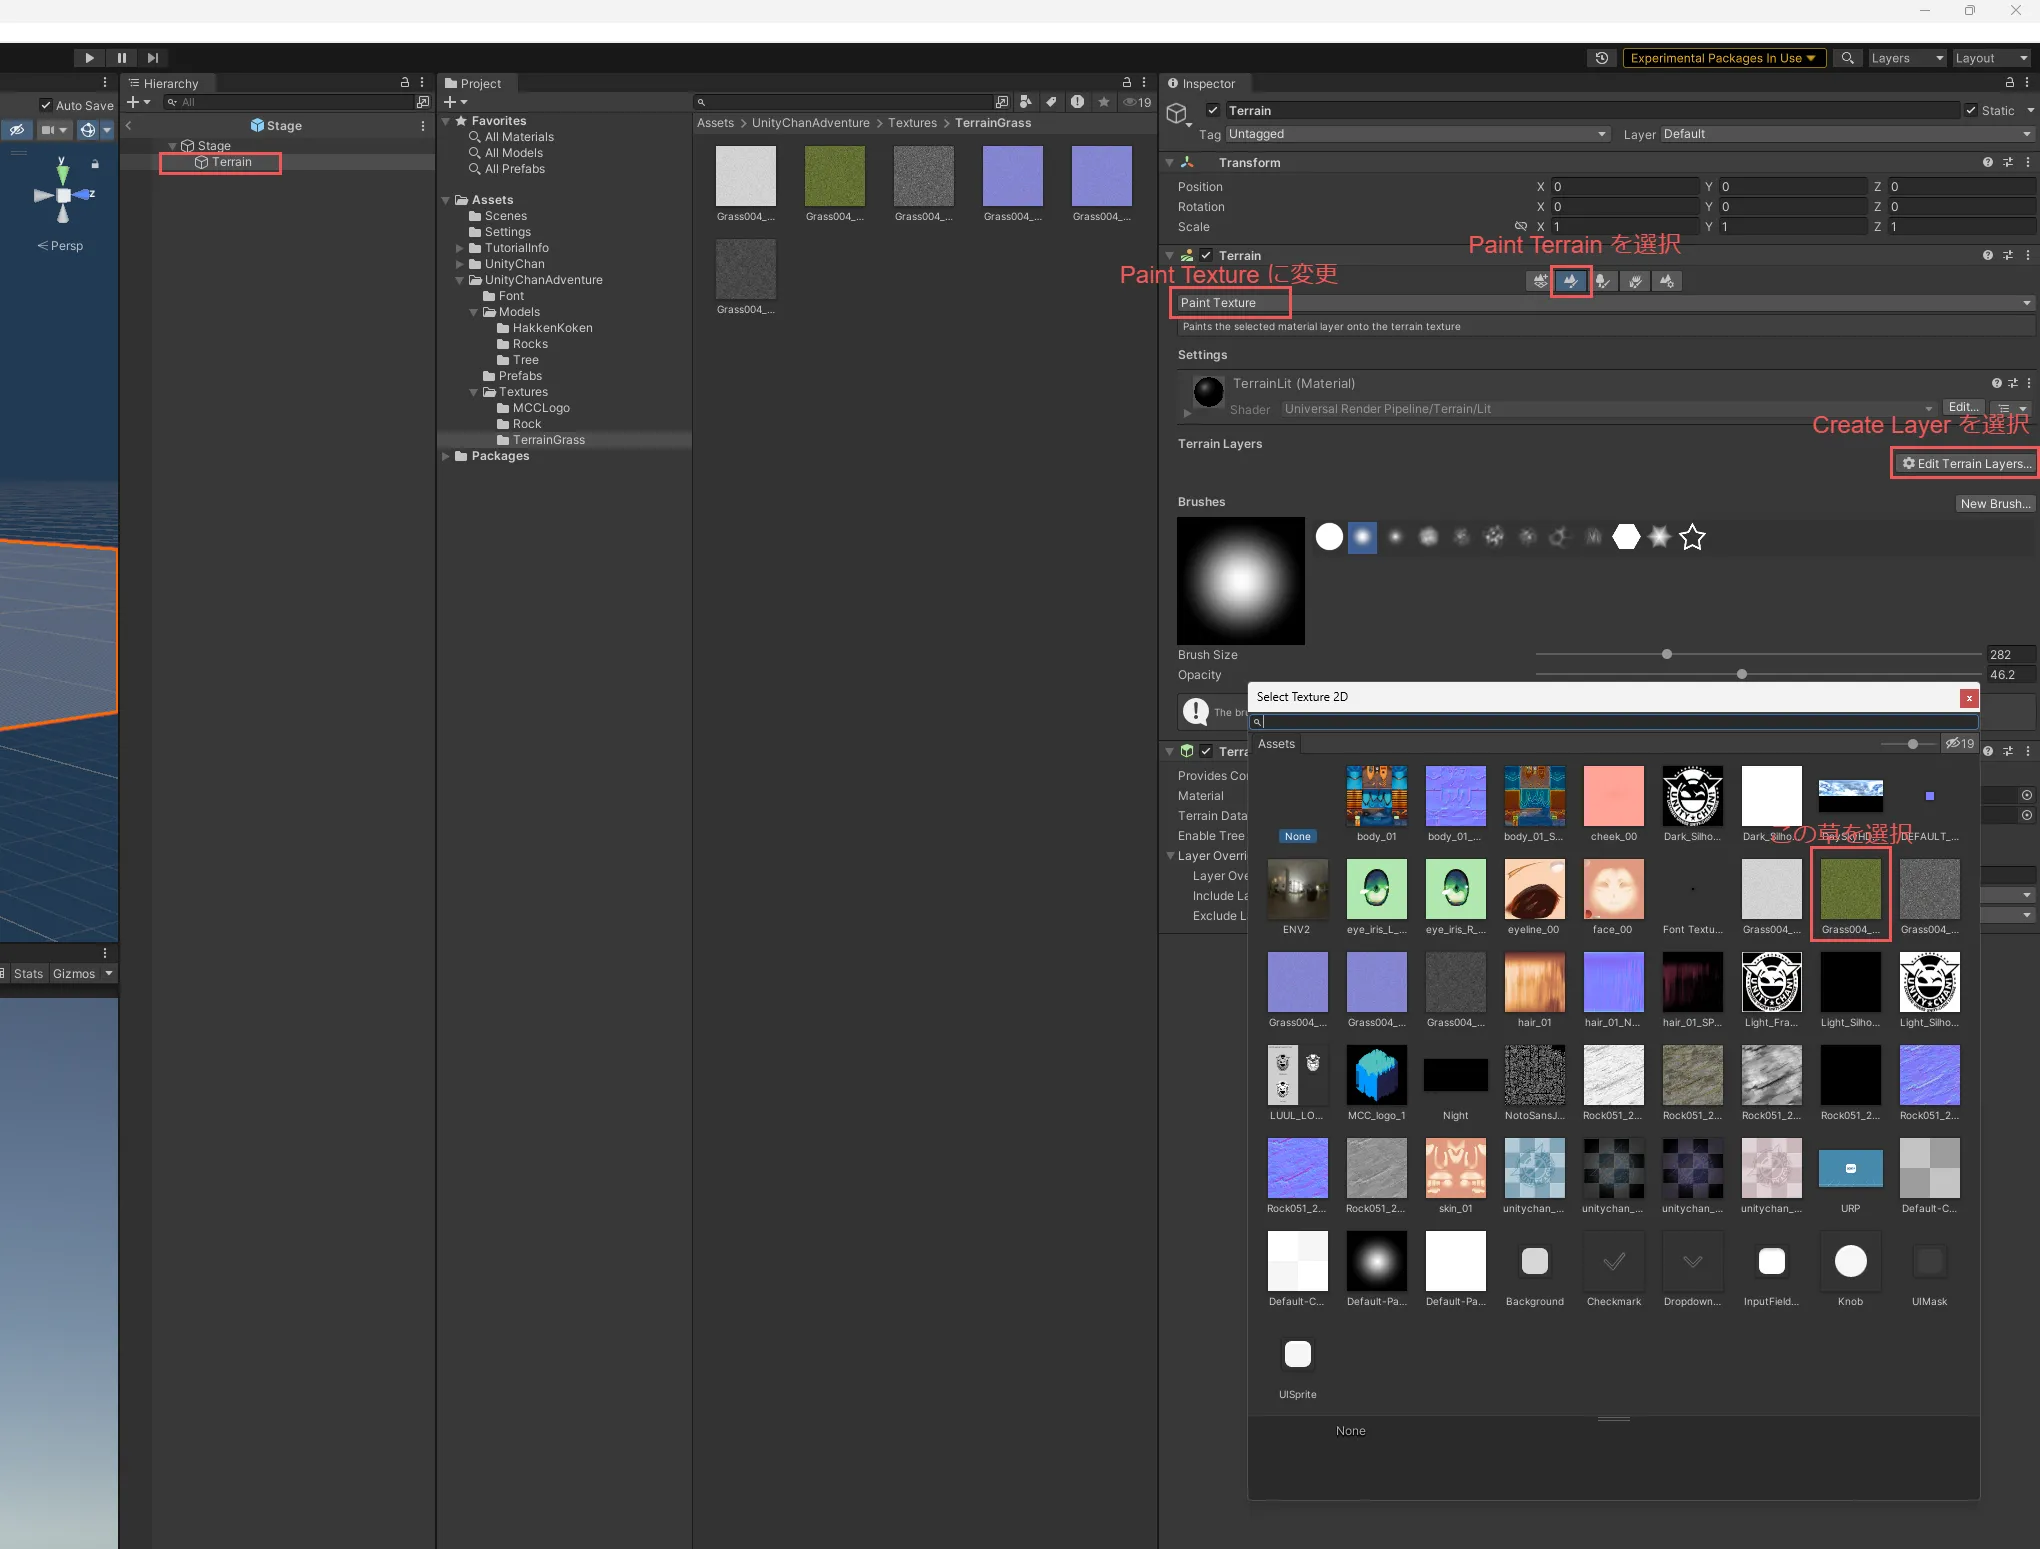 Experimental Packages In Use
Layers
Layout
Auto Save
Persp
y
z
Stats
Gizmos
Hierarchy
All
Stage
Stage
Terrain
Project
19
Favorites
All Materials
All Models
All Prefabs
Assets
Scenes
Settings
TutorialInfo
UnityChan
UnityChanAdventure
Font
Models
HakkenKoken
Rocks
Tree
Prefabs
Textures
MCCLogo
Rock
TerrainGrass
Packages
Assets > UnityChanAdventure > Textures > TerrainGrass
Grass004_...
Grass004_...
Grass004_...
Grass004_...
Grass004_...
Grass004_...
Inspector
Terrain
Static
Tag Untagged
Layer Default
Transform
Position X 0 Y 0 Z 0
Rotation X 0 Y 0 Z 0
Scale X 1 Y 1 Z 1
Paint Terrain を選択
Terrain
Paint Texture に変更
Paint Texture
Paints the selected material layer onto the terrain texture
Settings
TerrainLit (Material)
Shader Universal Render Pipeline/Terrain/Lit
Edit...
Create Layer を選択
Terrain Layers
Edit Terrain Layers...
Brushes
New Brush...
Brush Size 282
Opacity 46.2
The
Provides
Material
Terrain Data
Enable Tree
Layer
Layer
Include
Exclude
Select Texture 2D
Assets
19
None
body_01
body_01_...
body_01_S...
cheek_00
Dark_Silho...
Dark_Silho...
DEFAULT_...
この草を選択
ENV2
eye_iris_L_...
eye_iris_R_...
eyeline_00
face_00
Font Textu...
Grass004_...
Grass004_...
Grass004_...
Grass004_...
Grass004_...
Grass004_...
hair_01
hair_01_N...
hair_01_SP...
Light_Fra...
Light_Silho...
Light_Silho...
LUUL_LO...
MCC_logo_1
Night
NotoSansJ...
Rock051_2...
Rock051_2...
Rock051_2...
Rock051_2...
Rock051_2...
Rock051_2...
Rock051_2...
skin_01
unitychan_...
unitychan_...
unitychan_...
unitychan_...
URP
Default-C...
Default-C...
Default-Pa...
Default-Pa...
Background
Checkmark
Dropdown...
InputField...
Knob
UIMask
UISprite
None